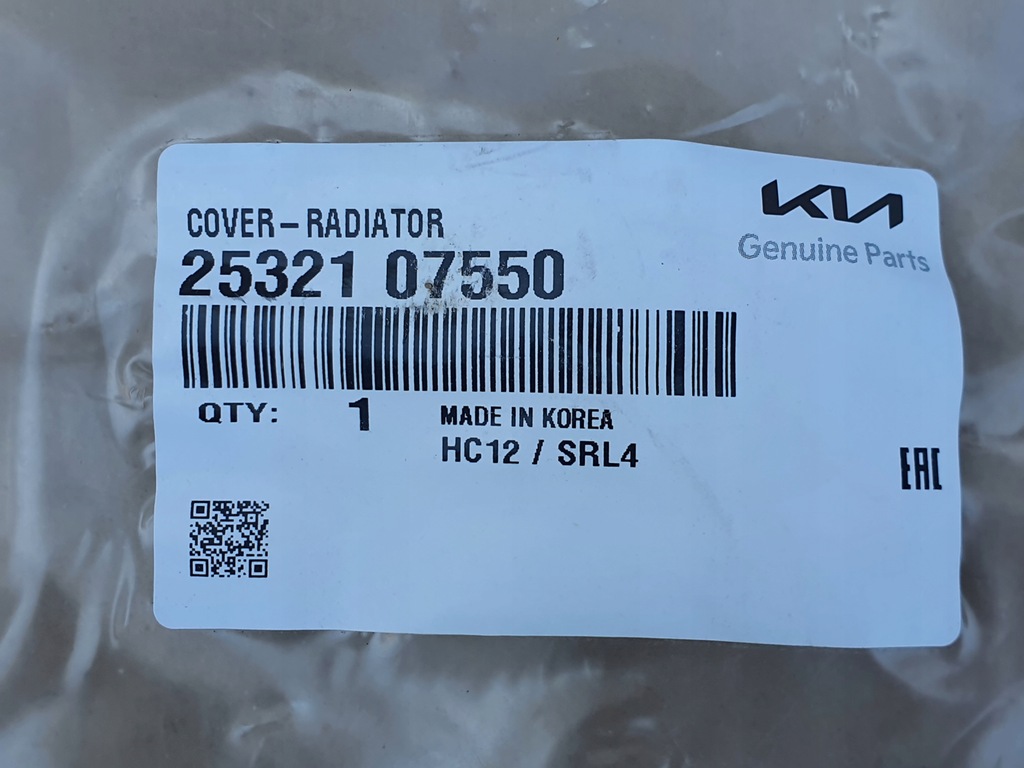 KIA
Genuine Parts
COVER-RADIATOR
25321 07550
QTY: 1 MADE IN KOREA
HC12 / SRL4
EAC